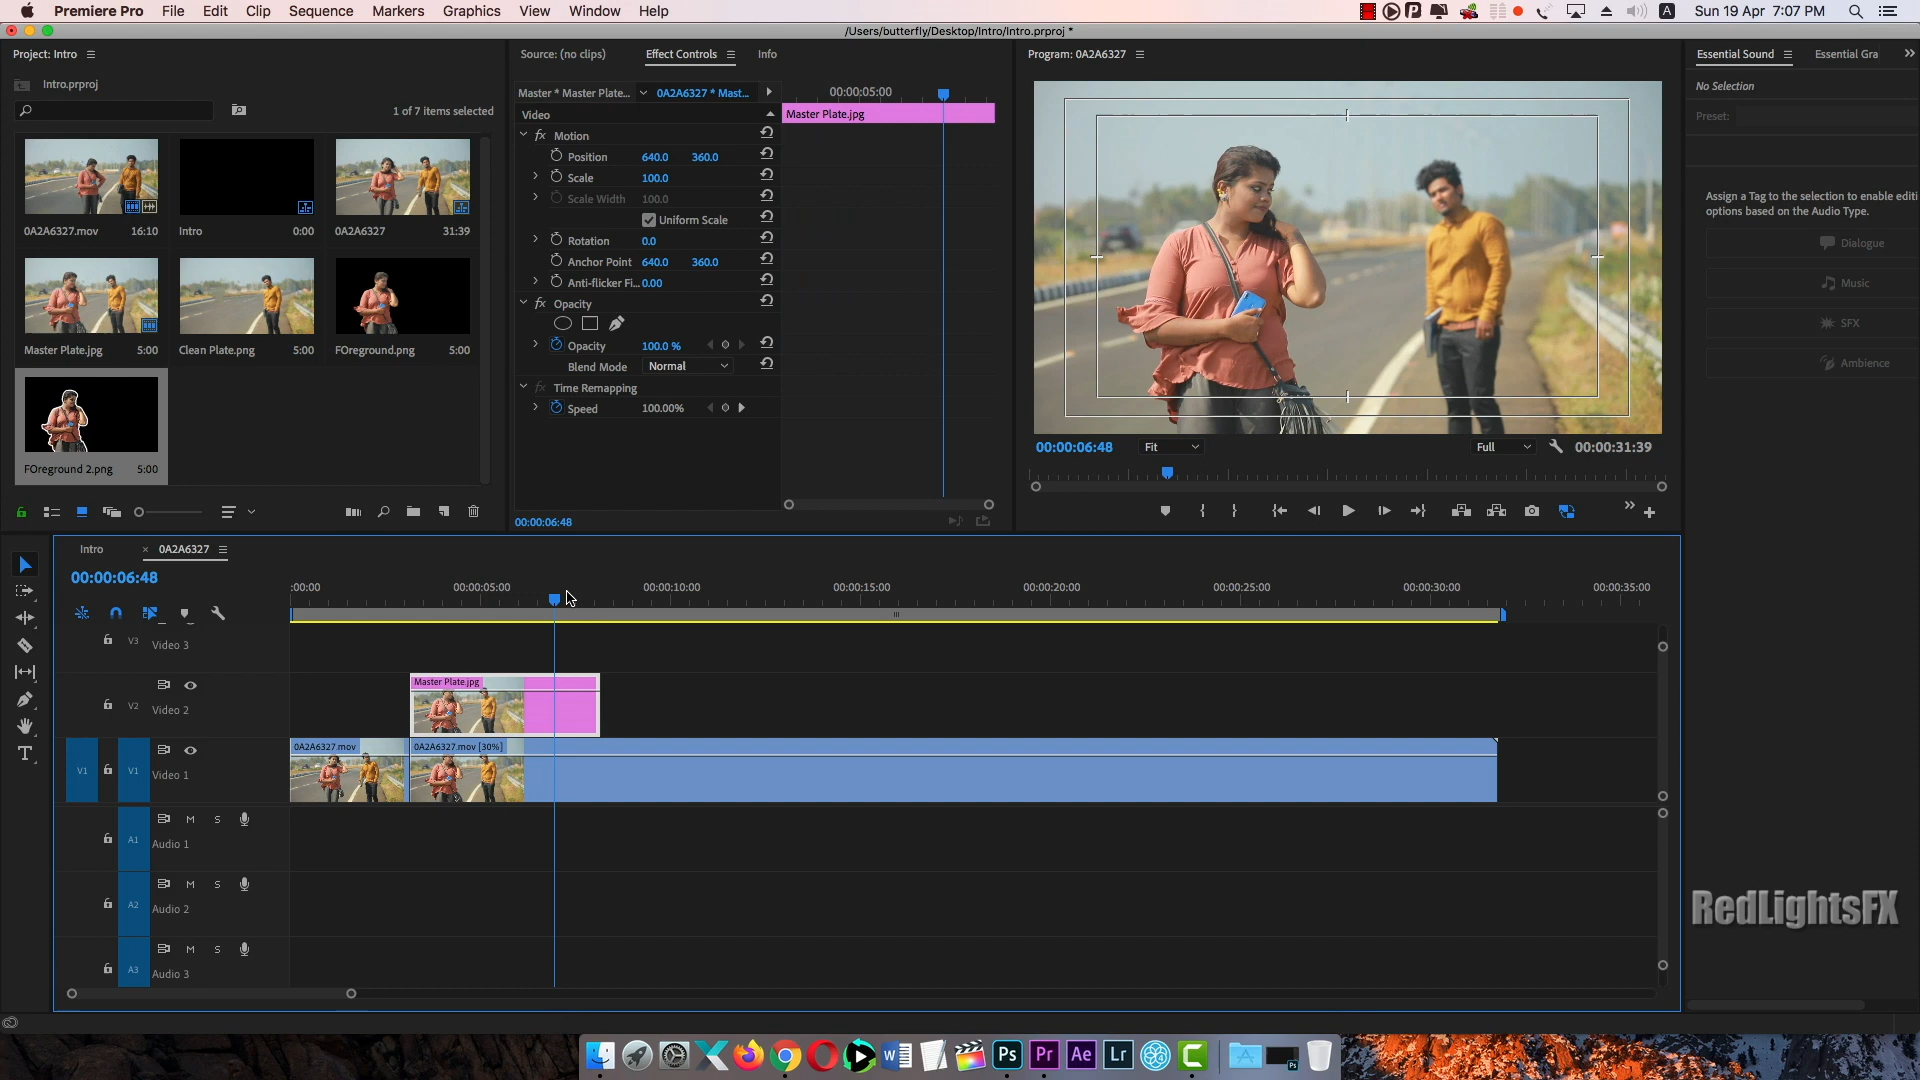 Premiere Pro File Edit Clip Sequence Markers Graphics View Window Help
A Sun 19 Apr 7:07 PM
/Users/butterfly/Desktop/Intro/Intro.prproj *
Project: Intro
Intro.prproj
1 of 7 items selected
0A2A6327.mov 16:10
Intro 0:00
0A2A6327 31:39
Master Plate.jpg 5:00
Clean Plate.png 5:00
FOreground.png 5:00
FOreground 2.png 5:00
Source: (no clips) Effect Controls Info
Master * Master Plate... 0A2A6327 * Mast...
00:00:05:00
Video
Master Plate.jpg
fx Motion
Position 640.0 360.0
Scale 100.0
Scale Width 100.0
Uniform Scale
Rotation 0.0
Anchor Point 640.0 360.0
Anti-flicker Fi... 0.00
fx Opacity
Opacity 100.0 %
Blend Mode Normal
fx Time Remapping
Speed 100.00%
00:00:06:48
Program: 0A2A6327
00:00:06:48 Fit Full 00:00:31:39
Essential Sound Essential Gra
No Selection
Preset:
Assign a Tag to the selection to enable editi
options based on the Audio Type.
Dialogue
Music
SFX
Ambience
Intro × 0A2A6327
00:00:06:48
:00:00 00:00:05:00 00:00:10:00 00:00:15:00 00:00:20:00 00:00:25:00 00:00:30:00 00:00:35:00
V3 Video 3
V2 Video 2
Master Plate.jpg
V1 V1 Video 1
0A2A6327.mov 0A2A6327.mov [30%]
M S
A1 Audio 1
M S
A2 Audio 2
M S
A3 Audio 3
T
RedLightsFX
W Ps Pr Ae Lr C Ps